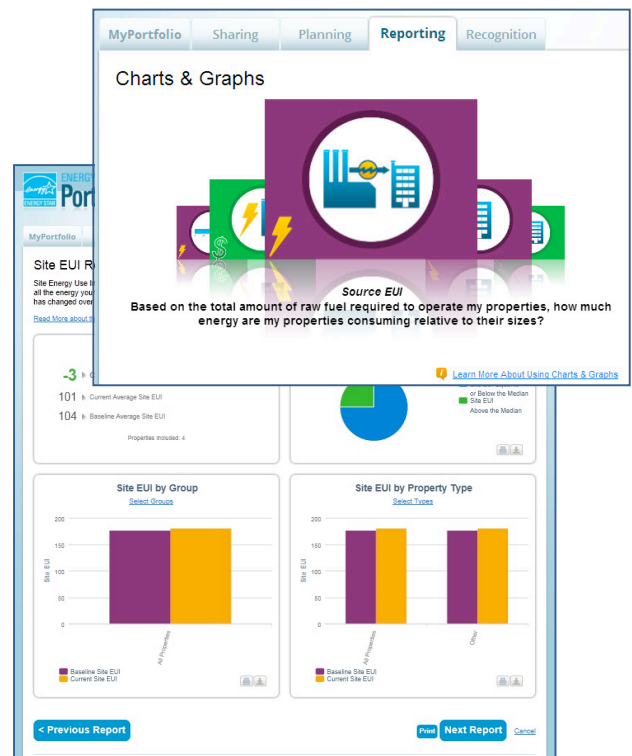 MyPortfolio Sharing Planning Reporting Recognition
Charts & Graphs
Source EUI
Based on the total amount of raw fuel required to operate my properties, how much
energy are my properties consuming relative to their sizes?
Learn More About Using Charts & Graphs
ENERGY STAR
MyPortfolio
Site EUI
Site Energy Use
all the energy you
has changed over
Read More about
-3
101 Current Average Site EUI
104 Baseline Average Site EUI
Properties Included: 4
or Below the Median
Site EUI
Above the Median
Site EUI by Group
Select Groups
200
150
100
50
0
Site EUI
All Properties
Baseline Site EUI
Current Site EUI
Site EUI by Property Type
Select Types
200
150
100
50
0
Site EUI
All Properties
Other
Baseline Site EUI
Current Site EUI
< Previous Report
Print Next Report Cancel